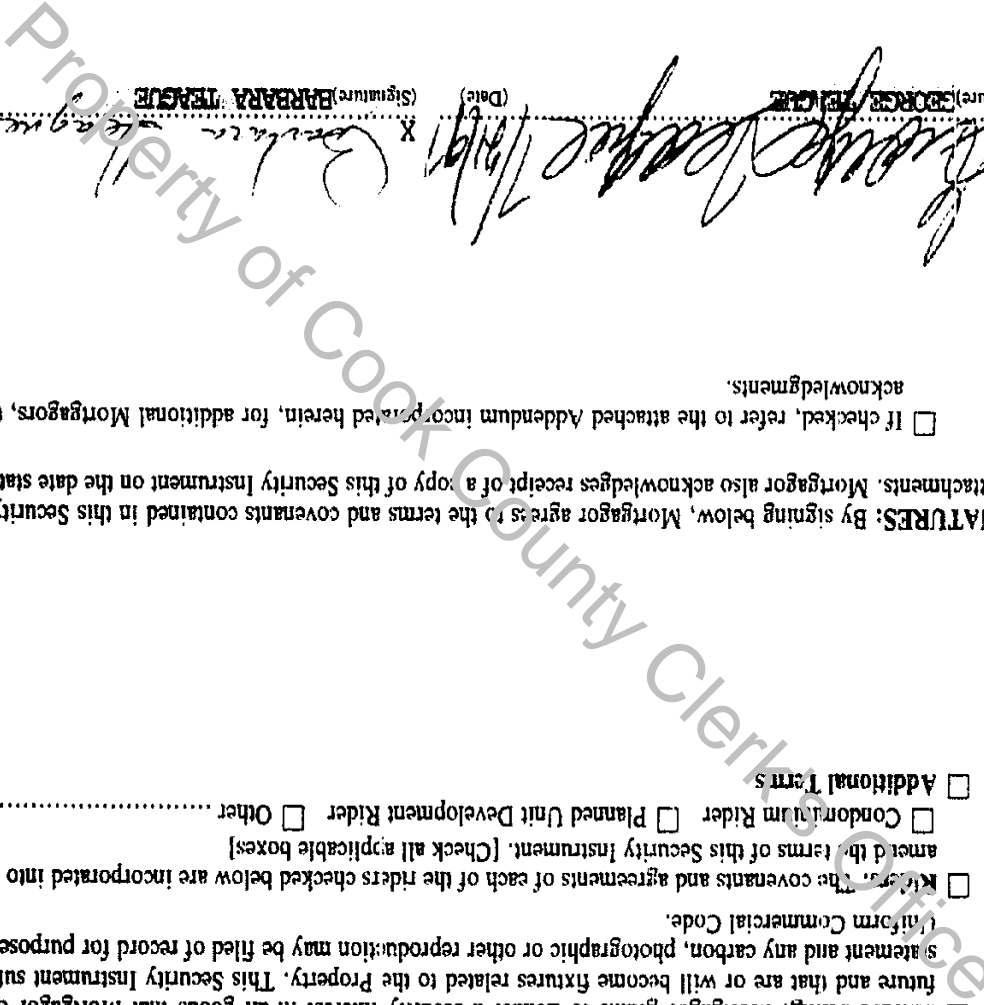 future and that are or will become fixtures related to the Property. This Security Instrument suf
statement and any carbon, photographic or other reproduction may be filed of record for purpose
Uniform Commercial Code.
☐ Riders. The covenants and agreements of each of the riders checked below are incorporated into
amend the terms of this Security Instrument. [Check all applicable boxes]
☐ Condominium Rider ☐ Planned Unit Development Rider ☐ Other ....................
☐ Additional Terms
ATURES: By signing below, Mortgagor agrees to the terms and covenants contained in this Security
ttachments. Mortgagor also acknowledges receipt of a copy of this Security Instrument on the date stat
☐ If checked, refer to the attached Addendum incorporated herein, for additional Mortgagors,
acknowledgments.
George Teague X Barbara Teague
ure) GEORGE TEAGUE (Date) (Signature) BARBARA TEAGUE
Property of Cook County Clerk's Office